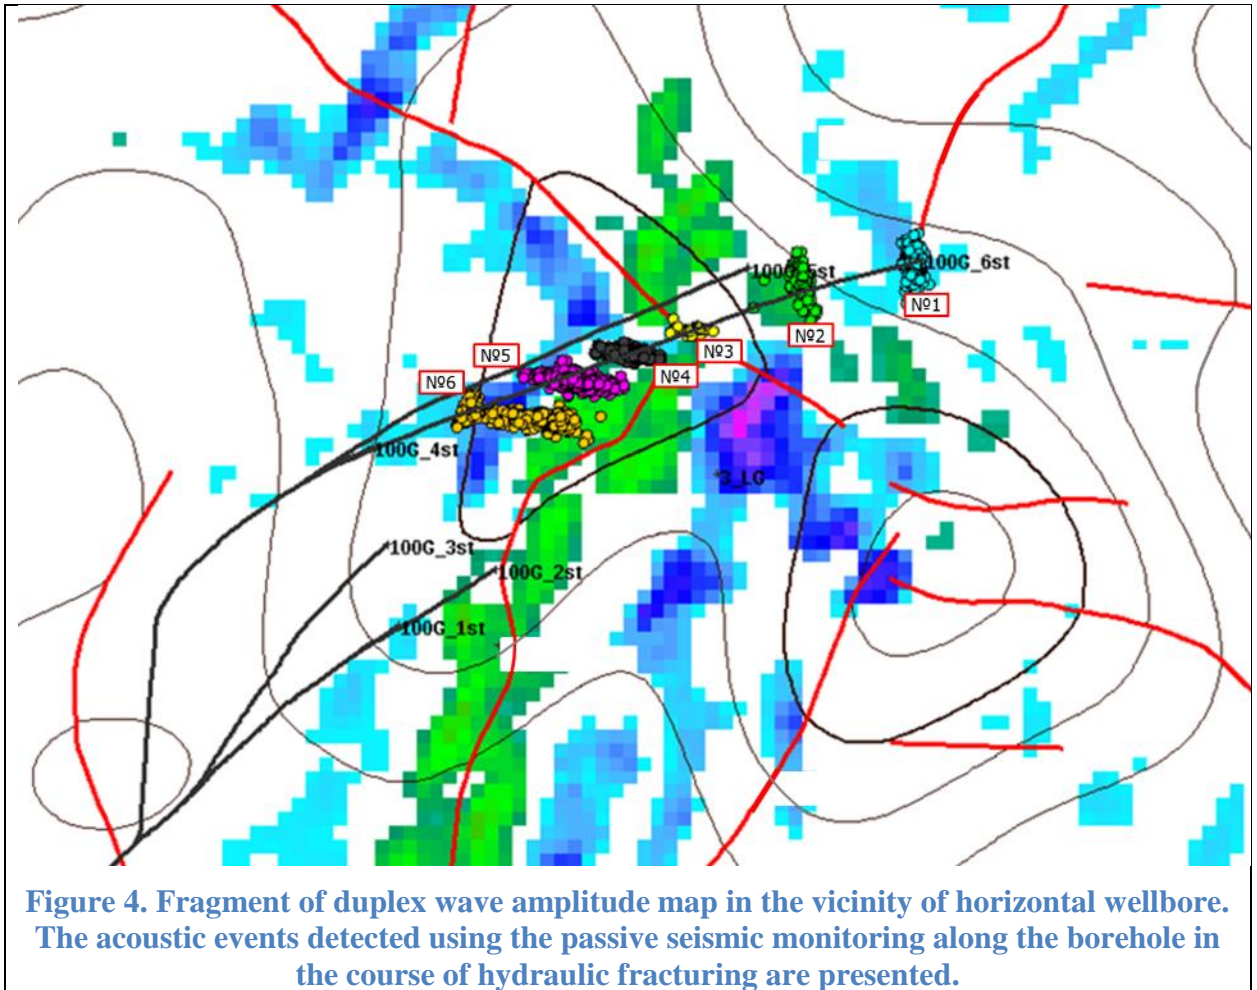 100G_6st
100G_5st
№1
№2
№3
№5
№4
№6
100G_4st
3_LG
100G_3st
100G_2st
100G_1st
Figure 4. Fragment of duplex wave amplitude map in the vicinity of horizontal wellbore.
The acoustic events detected using the passive seismic monitoring along the borehole in
the course of hydraulic fracturing are presented.